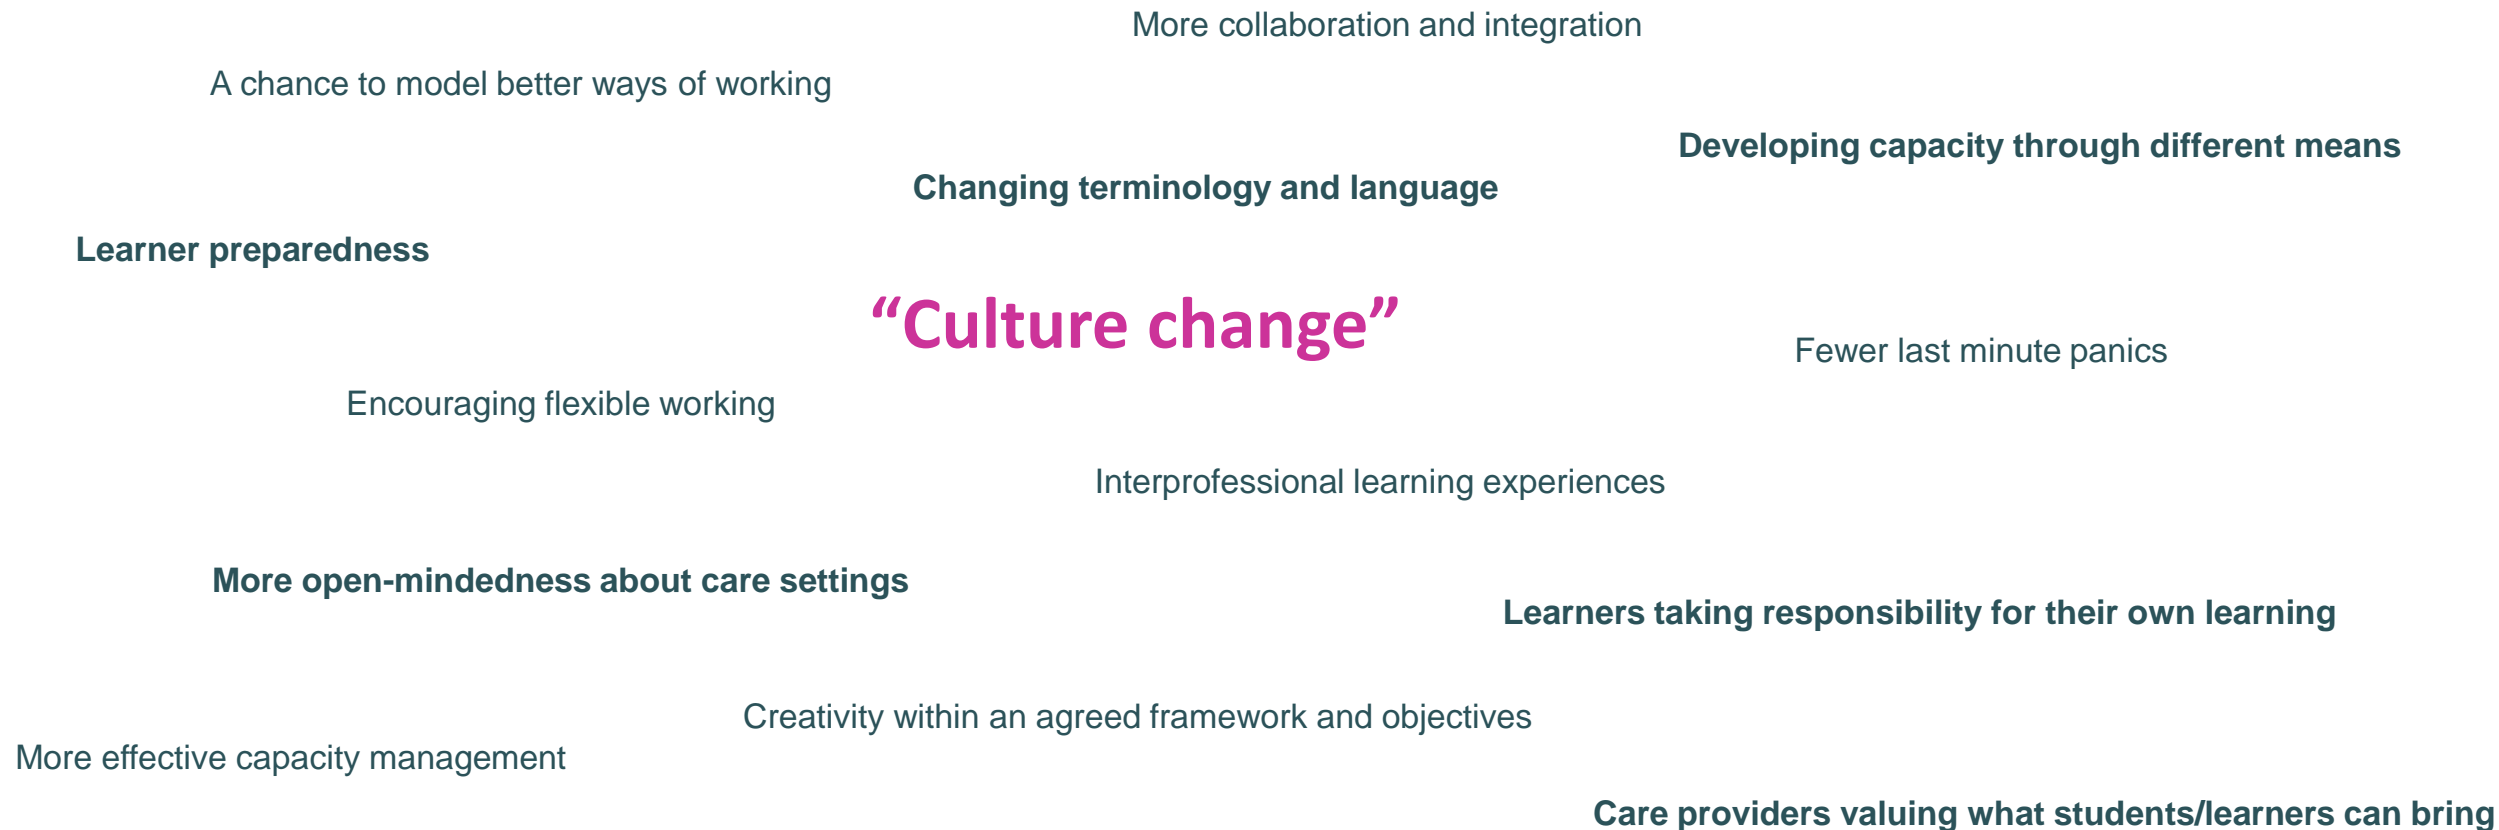 More collaboration and integration
A chance to model better ways of working
Developing capacity through different means
Changing terminology and language
Learner preparedness
“Culture change”
Fewer last minute panics
Encouraging flexible working
Interprofessional learning experiences
More open-mindedness about care settings
Learners taking responsibility for their own learning
Creativity within an agreed framework and objectives
More effective capacity management
Care providers valuing what students/learners can bring